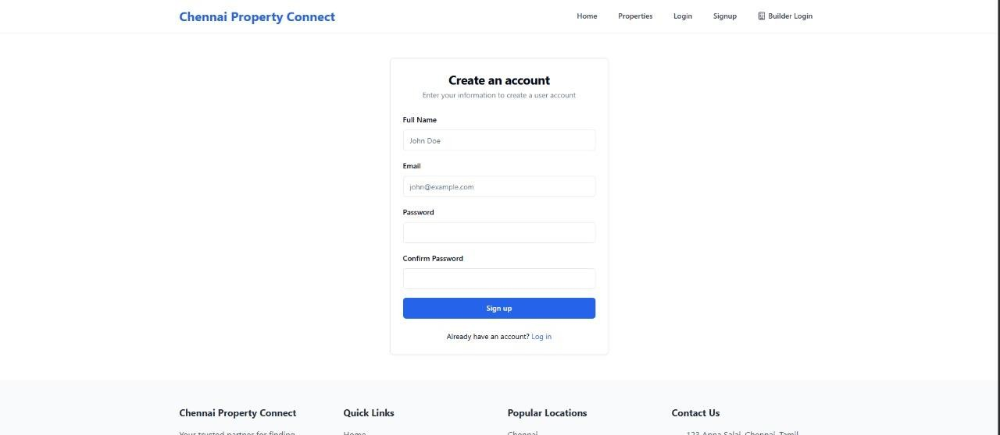 Chennai Property Connect
Home Properties Login Signup Builder Login
Create an account
Enter your information to create a user account
Full Name
John Doe
Email
john@example.com
Password
Confirm Password
Sign up
Already have an account? Log in
Chennai Property Connect Quick Links Popular Locations Contact Us
Your trusted partner for finding Home Chennai 123 Anna Salai, Chennai, Tamil